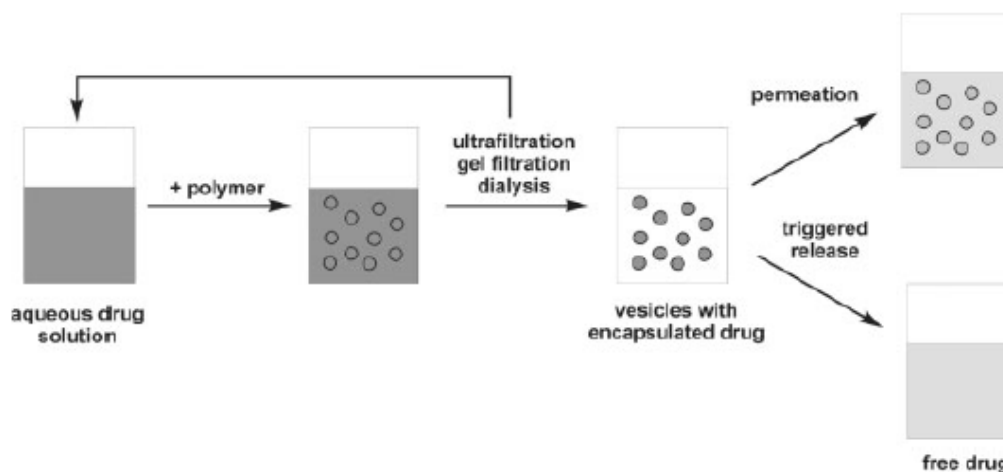 permeation
ultrafiltration
gel filtration
dialysis
+ polymer
triggered
release
aqueous drug
solution
vesicles with
encapsulated drug
free drug